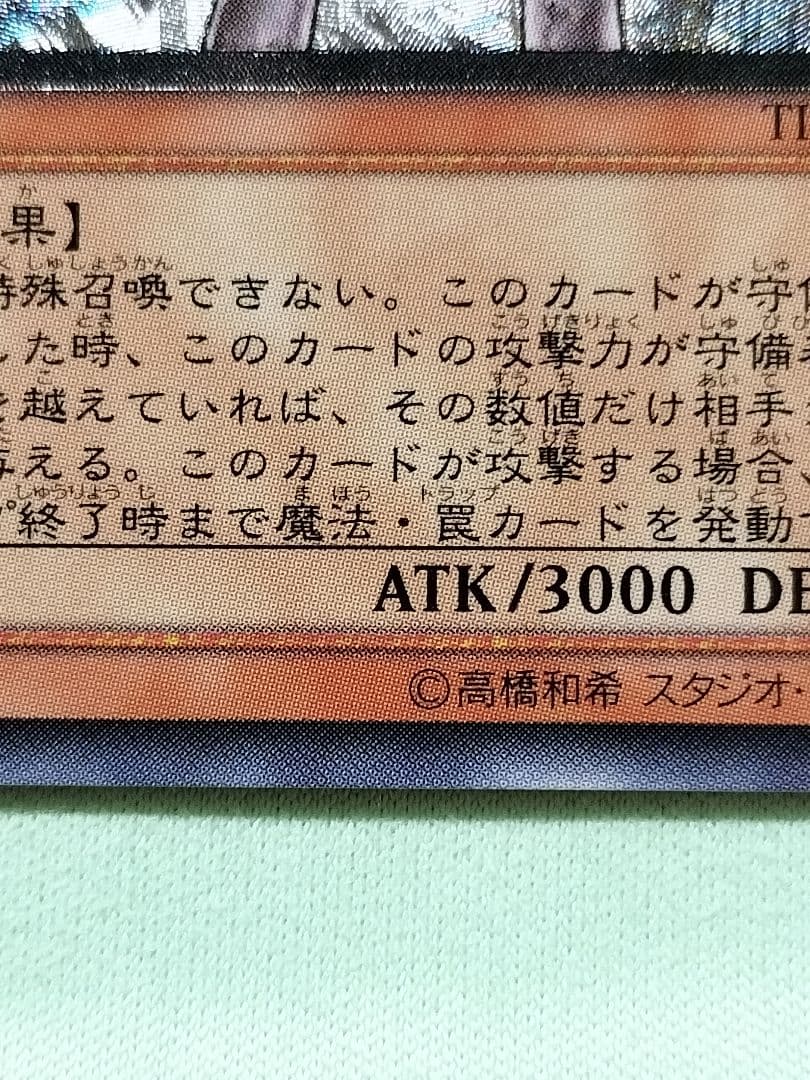 TL
果】
特殊召喚できない。このカードが守
した時、このカードの攻撃力が守備
を越えていれば、その数値だけ相手
与える。このカードが攻撃する場合、
プ終了時まで魔法・罠カードを発動
ATK/3000 DE
©高橋和希 スタジオ・